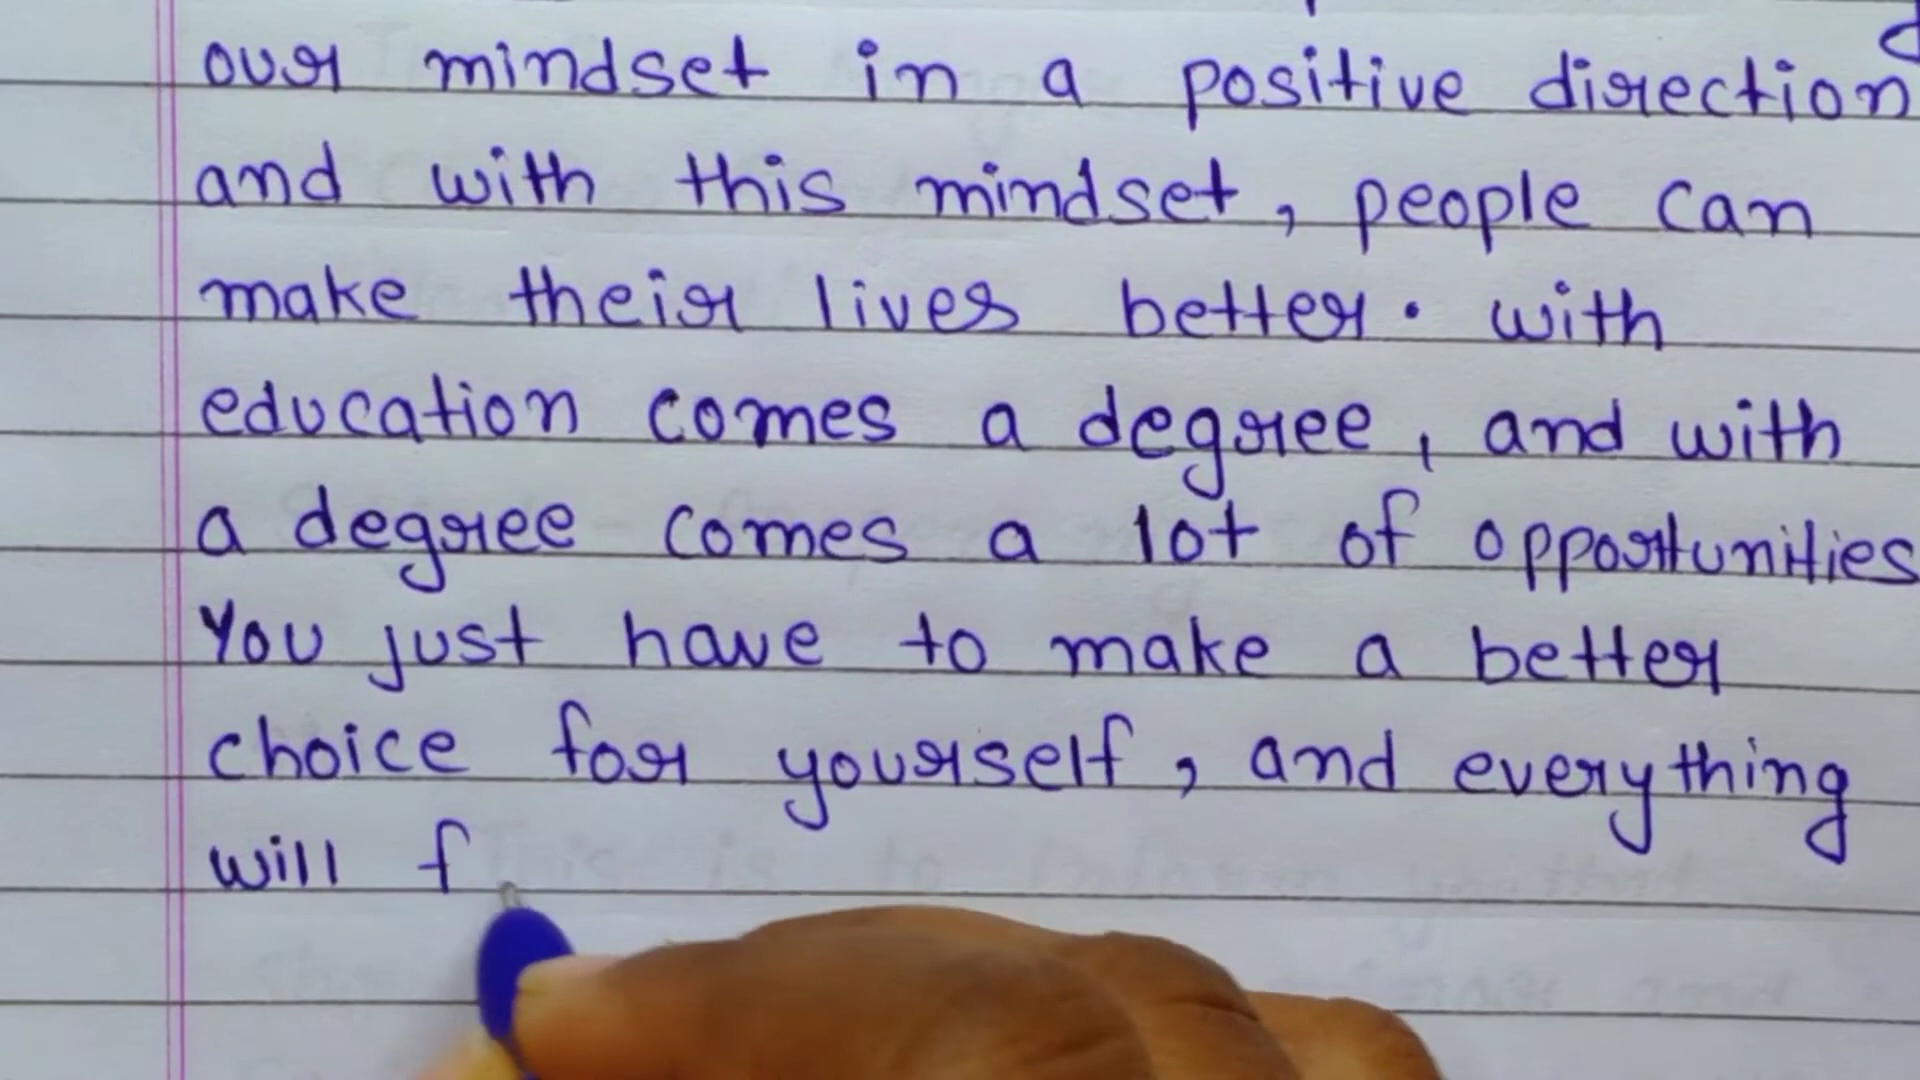 our mindset in a positive direction
and with this mindset, people can
make their lives better. with
education comes a degree, and with
a degree comes a lot of opportunities
You just have to make a better
choice for yourself, and everything
will f